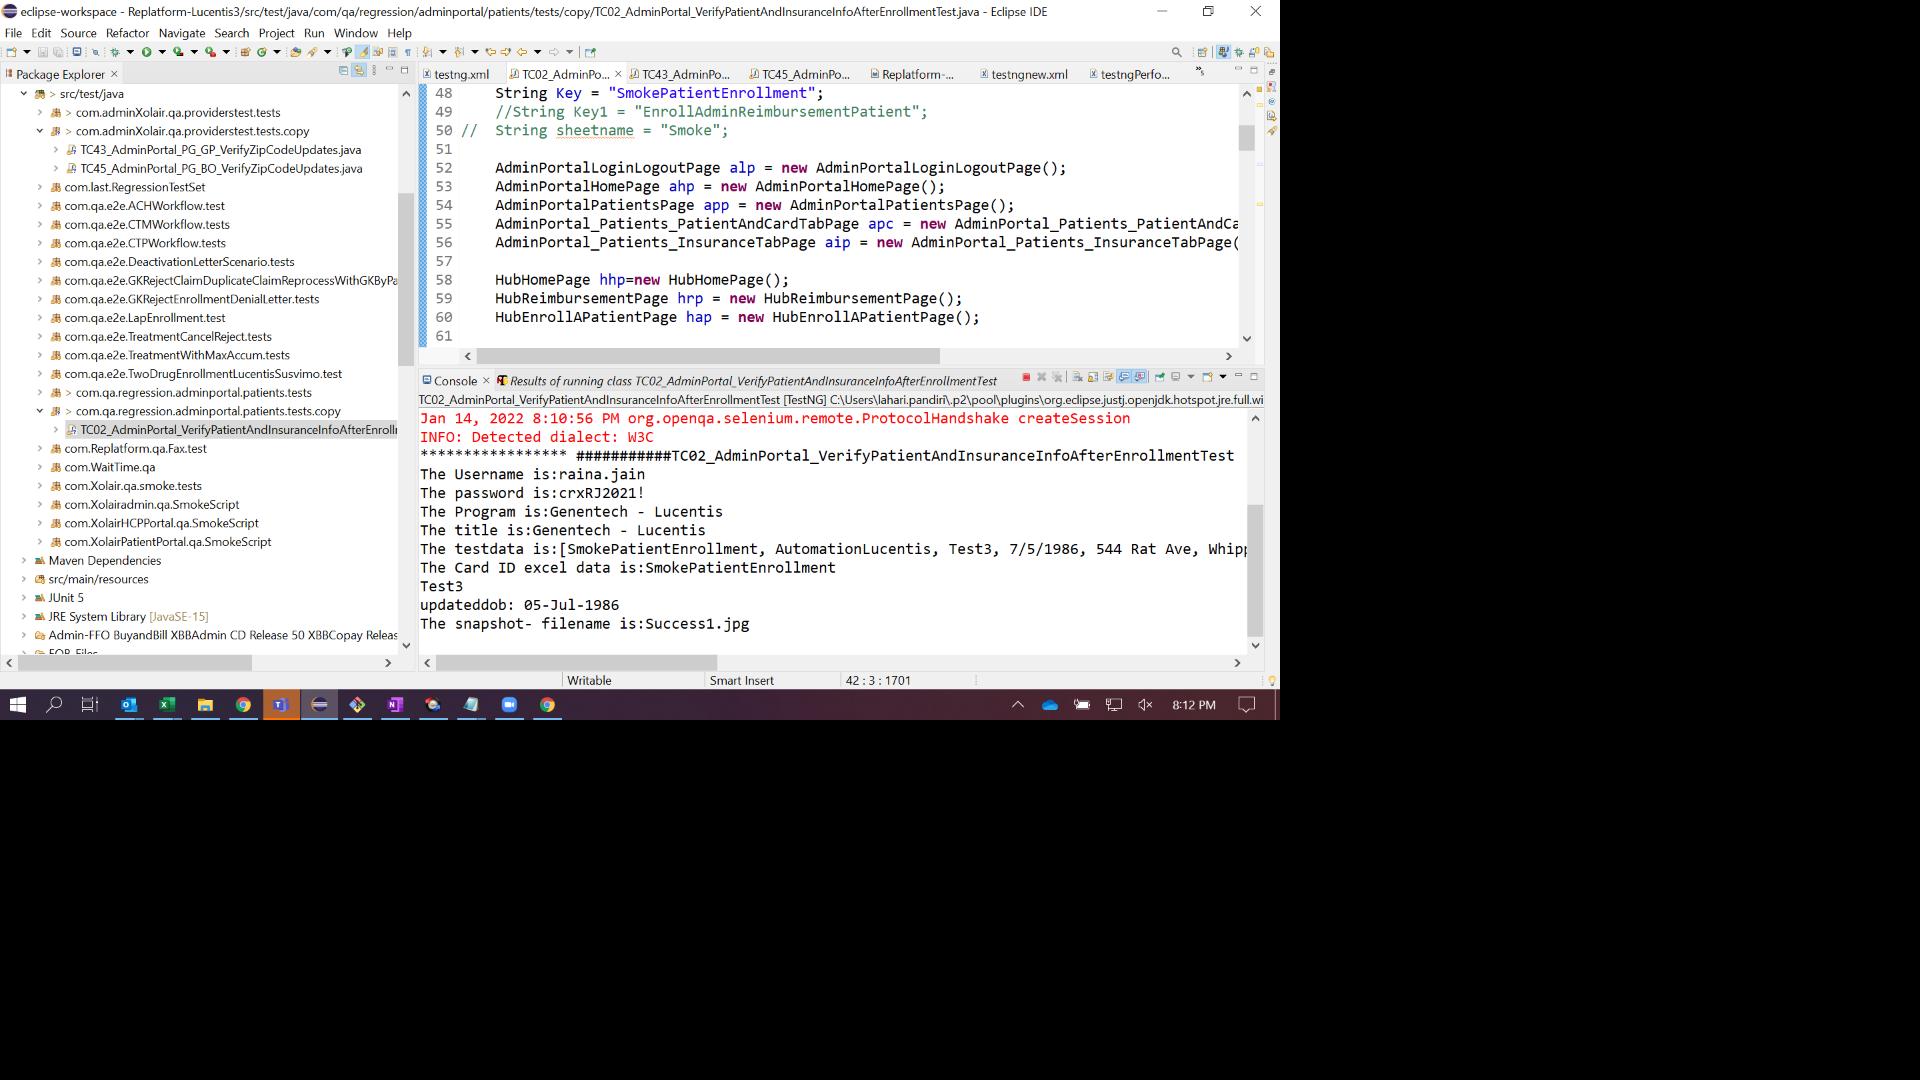 eclipse-workspace - Replatform-Lucentis3/src/test/java/com/qa/regression/adminportal/patients/tests/copy/TC02_AdminPortal_VerifyPatientAndInsuranceInfoAfterEnrollmentTest.java - Eclipse IDE
File Edit Source Refactor Navigate Search Project Run Window Help
Package Explorer
src/test/java
> com.adminXolair.qa.providerstest.tests
> com.adminXolair.qa.providerstest.tests.copy
TC43_AdminPortal_PG_GP_VerifyZipCodeUpdates.java
TC45_AdminPortal_PG_BO_VerifyZipCodeUpdates.java
com.last.RegressionTestSet
com.qa.e2e.ACHWorkflow.test
com.qa.e2e.CTMWorkflow.tests
com.qa.e2e.CTPWorkflow.tests
com.qa.e2e.DeactivationLetterScenario.tests
com.qa.e2e.GKRejectClaimDuplicateClaimReprocessWithGKByPa
com.qa.e2e.GKRejectEnrollmentDenialLetter.tests
com.qa.e2e.LapEnrollment.test
com.qa.e2e.TreatmentCancelReject.tests
com.qa.e2e.TreatmentWithMaxAccum.tests
com.qa.e2e.TwoDrugEnrollmentLucentisSusvimo.test
> com.qa.regression.adminportal.patients.tests
> com.qa.regression.adminportal.patients.tests.copy
TC02_AdminPortal_VerifyPatientAndInsuranceInfoAfterEnroll
com.Replatform.qa.Fax.test
com.WaitTime.qa
com.Xolair.qa.smoke.tests
com.Xolairadmin.qa.SmokeScript
com.XolairHCPPortal.qa.SmokeScript
com.XolairPatientPortal.qa.SmokeScript
Maven Dependencies
src/main/resources
JUnit 5
JRE System Library [JavaSE-15]
Admin-FFO BuyandBill XBBAdmin CD Release 50 XBBCopay Releas
EOB Files
testng.xml TC02_AdminPo... TC43_AdminPo... TC45_AdminPo... Replatform-... testngnew.xml testngPerfo...
48 String Key = "SmokePatientEnrollment";
49 //String Key1 = "EnrollAdminReimbursementPatient";
50 // String sheetname = "Smoke";
51
52 AdminPortalLoginLogoutPage alp = new AdminPortalLoginLogoutPage();
53 AdminPortalHomePage ahp = new AdminPortalHomePage();
54 AdminPortalPatientsPage app = new AdminPortalPatientsPage();
55 AdminPortal_Patients_PatientAndCardTabPage apc = new AdminPortal_Patients_PatientAndCa
56 AdminPortal_Patients_InsuranceTabPage aip = new AdminPortal_Patients_InsuranceTabPage(
57
58 HubHomePage hhp=new HubHomePage();
59 HubReimbursementPage hrp = new HubReimbursementPage();
60 HubEnrollAPatientPage hap = new HubEnrollAPatientPage();
61
Console Results of running class TC02_AdminPortal_VerifyPatientAndInsuranceInfoAfterEnrollmentTest
TC02_AdminPortal_VerifyPatientAndInsuranceInfoAfterEnrollmentTest [TestNG] C:\Users\lahari.pandiri\.p2\pool\plugins\org.eclipse.justj.openjdk.hotspot.jre.full.wi
Jan 14, 2022 8:10:56 PM org.openqa.selenium.remote.ProtocolHandshake createSession
INFO: Detected dialect: W3C
***************** ###########TC02_AdminPortal_VerifyPatientAndInsuranceInfoAfterEnrollmentTest
The Username is:raina.jain
The password is:crxRJ2021!
The Program is:Genentech - Lucentis
The title is:Genentech - Lucentis
The testdata is:[SmokePatientEnrollment, AutomationLucentis, Test3, 7/5/1986, 544 Rat Ave, Whipp
The Card ID excel data is:SmokePatientEnrollment
Test3
updateddob: 05-Jul-1986
The snapshot- filename is:Success1.jpg
Writable Smart Insert 42 : 3 : 1701
8:12 PM